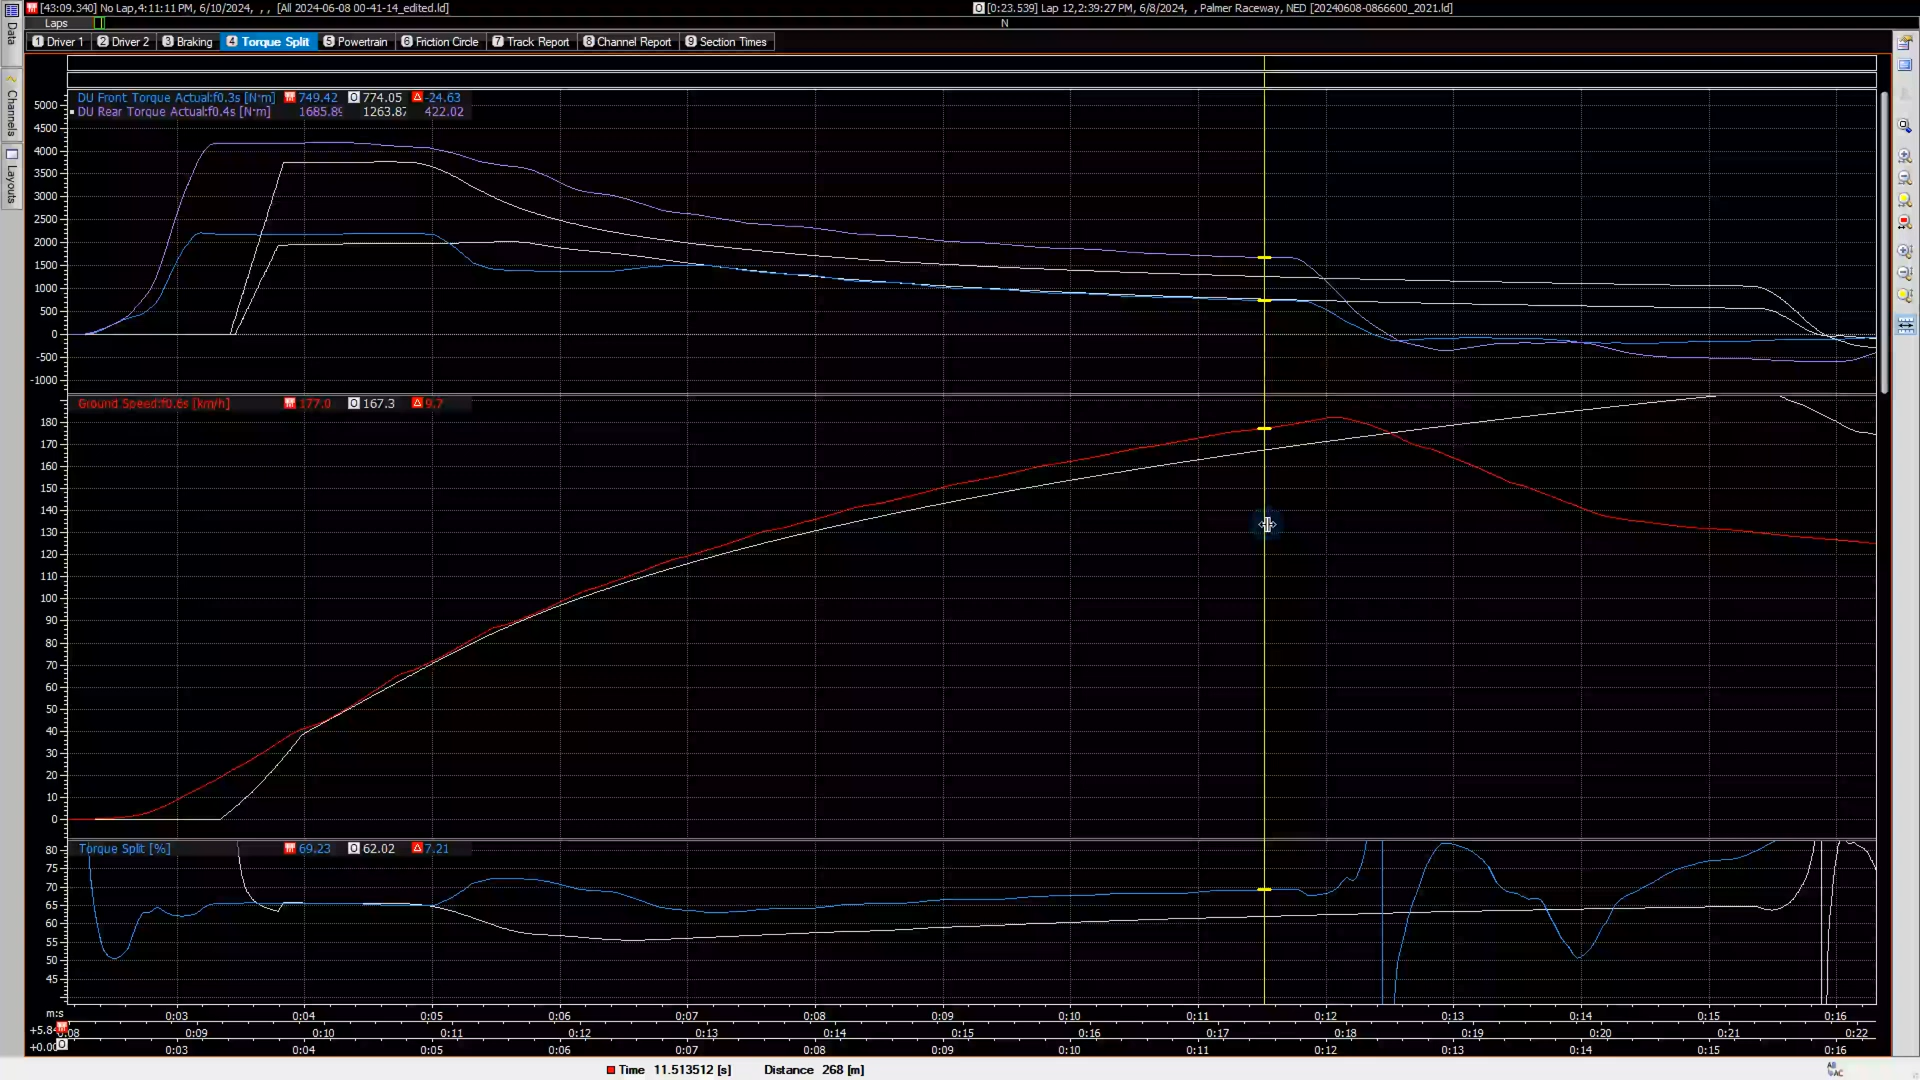 [43:09.340] No Lap,4:11:11 PM, 6/10/2024, , , [All 2024-06-08 00-41-14_edited.ld]
O [0:23.539] Lap 12,2:39:27 PM, 6/8/2024, , Palmer Raceway, NED [20240608-0866600_2021.ld]
Laps
N
1 Driver 1 2 Driver 2 3 Braking 4 Torque Split 5 Powertrain 6 Friction Circle 7 Track Report 8 Channel Report 9 Section Times
Data
Channels
Layouts
DU Front Torque Actual:f0.3s [N·m] 749.42 O 774.05 Δ -24.63
DU Rear Torque Actual:f0.4s [N·m] 1685.89 1263.87 422.02
5000
4500
4000
3500
3000
2500
2000
1500
1000
500
0
-500
-1000
Ground Speed:f0.6s [km/h] 177.0 O 167.3 Δ 9.7
180
170
160
150
140
130
120
110
100
90
80
70
60
50
40
30
20
10
0
Torque Split [%] 69.23 O 62.02 Δ 7.21
80
75
70
65
60
55
50
45
m:s 0:03 0:04 0:05 0:06 0:07 0:08 0:09 0:10 0:11 0:12 0:13 0:14 0:15 0:16
0:08 0:09 0:10 0:11 0:12 0:13 0:14 0:15 0:16 0:17 0:18 0:19 0:20 0:21 0:22
+0.00 O 0:03 0:04 0:05 0:06 0:07 0:08 0:09 0:10 0:11 0:12 0:13 0:14 0:15 0:16
Time 11.513512 [s] Distance 268 [m]